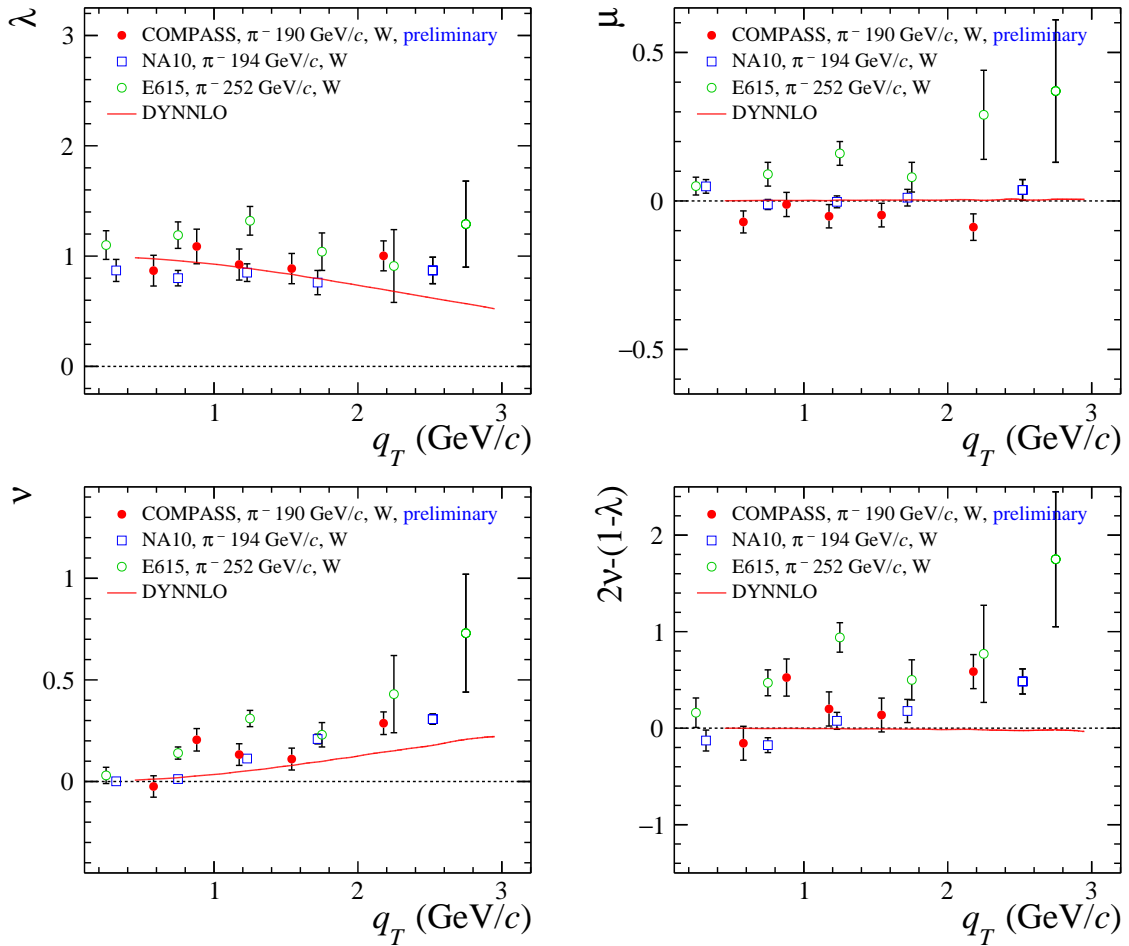 λ
3
2
1
0
COMPASS, π⁻ 190 GeV/c, W, preliminary
NA10, π⁻ 194 GeV/c, W
E615, π⁻ 252 GeV/c, W
DYNNLO
1 2 3
q_T (GeV/c)
μ
0.5
0
−0.5
COMPASS, π⁻ 190 GeV/c, W, preliminary
NA10, π⁻ 194 GeV/c, W
E615, π⁻ 252 GeV/c, W
DYNNLO
1 2 3
q_T (GeV/c)
ν
1
0.5
0
COMPASS, π⁻ 190 GeV/c, W, preliminary
NA10, π⁻ 194 GeV/c, W
E615, π⁻ 252 GeV/c, W
DYNNLO
1 2 3
q_T (GeV/c)
2ν-(1-λ)
2
1
0
−1
COMPASS, π⁻ 190 GeV/c, W, preliminary
NA10, π⁻ 194 GeV/c, W
E615, π⁻ 252 GeV/c, W
DYNNLO
1 2 3
q_T (GeV/c)